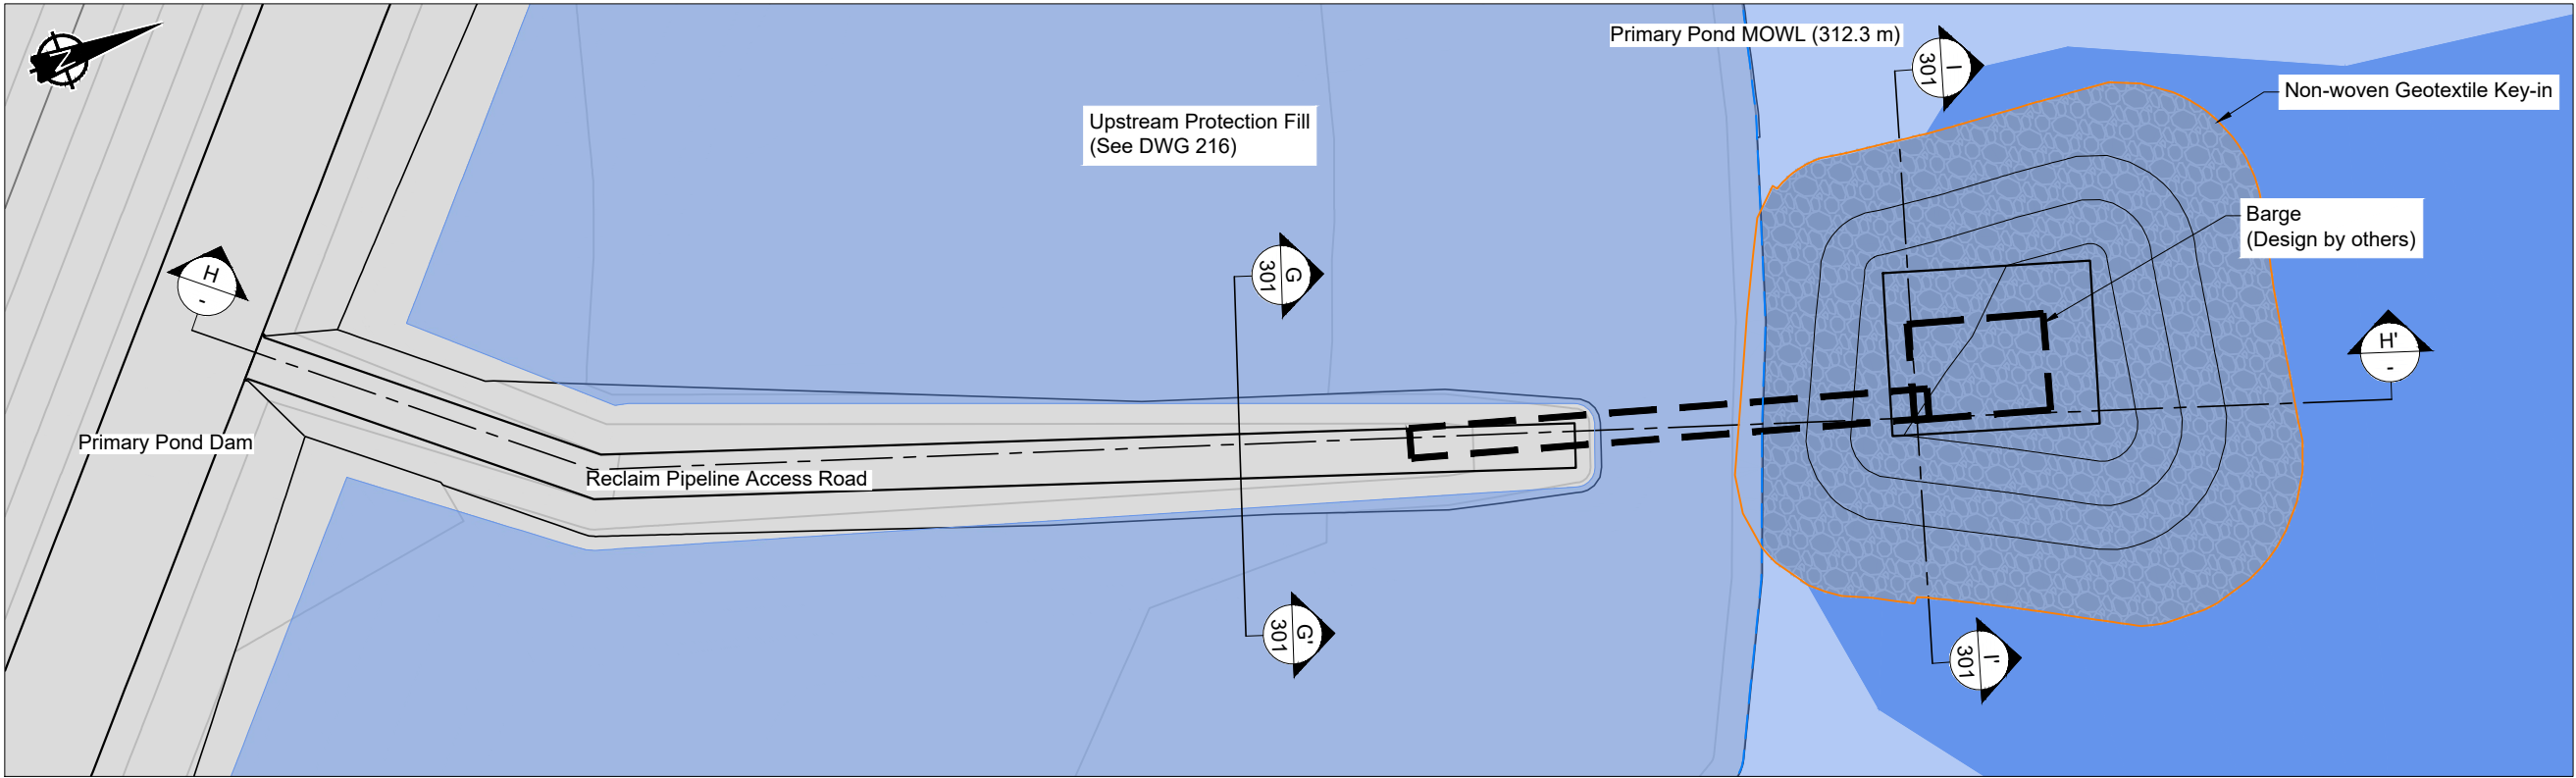 N
Primary Pond MOWL (312.3 m)
I
301
Non-woven Geotextile Key-in
Upstream Protection Fill
(See DWG 216)
Barge
(Design by others)
H
-
G
301
H'
-
Primary Pond Dam
Reclaim Pipeline Access Road
G'
301
I'
301